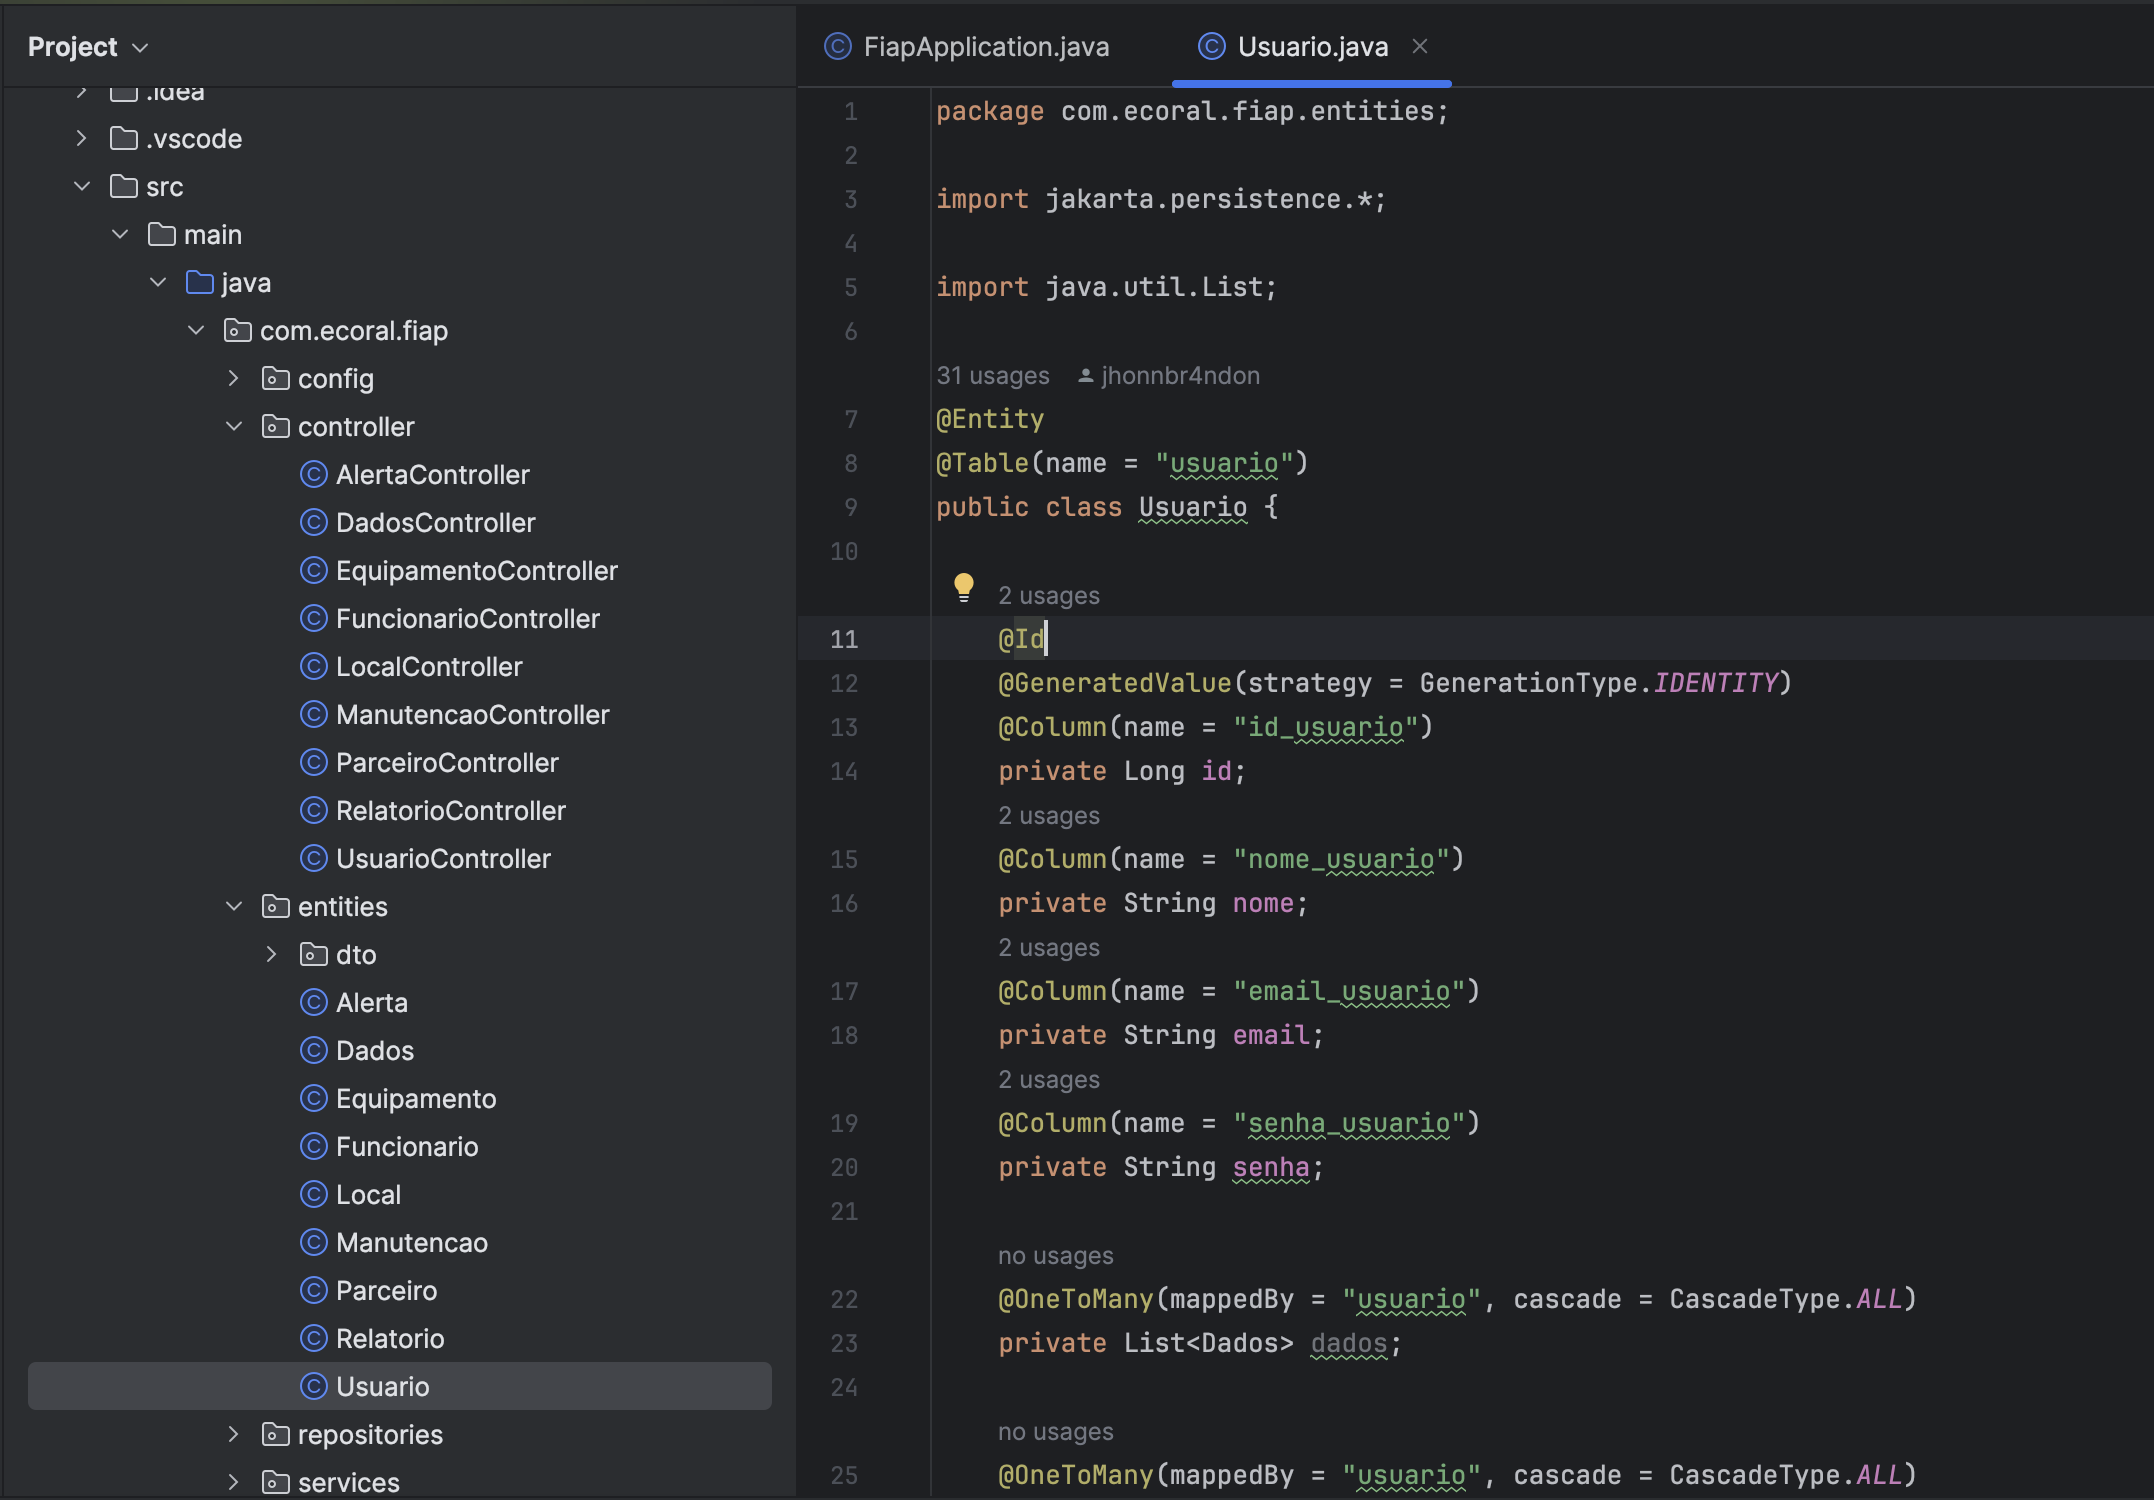 Project
.idea
.vscode
src
main
java
com.ecoral.fiap
config
controller
AlertaController
DadosController
EquipamentoController
FuncionarioController
LocalController
ManutencaoController
ParceiroController
RelatorioController
UsuarioController
entities
dto
Alerta
Dados
Equipamento
Funcionario
Local
Manutencao
Parceiro
Relatorio
Usuario
repositories
services
FiapApplication.java
Usuario.java
1 package com.ecoral.fiap.entities;
2
3 import jakarta.persistence.*;
4
5 import java.util.List;
6
31 usages jhonnbr4ndon
7 @Entity
8 @Table(name = "usuario")
9 public class Usuario {
10
2 usages
11 @Id
12 @GeneratedValue(strategy = GenerationType.IDENTITY)
13 @Column(name = "id_usuario")
14 private Long id;
2 usages
15 @Column(name = "nome_usuario")
16 private String nome;
2 usages
17 @Column(name = "email_usuario")
18 private String email;
2 usages
19 @Column(name = "senha_usuario")
20 private String senha;
21
no usages
22 @OneToMany(mappedBy = "usuario", cascade = CascadeType.ALL)
23 private List<Dados> dados;
24
no usages
25 @OneToMany(mappedBy = "usuario", cascade = CascadeType.ALL)